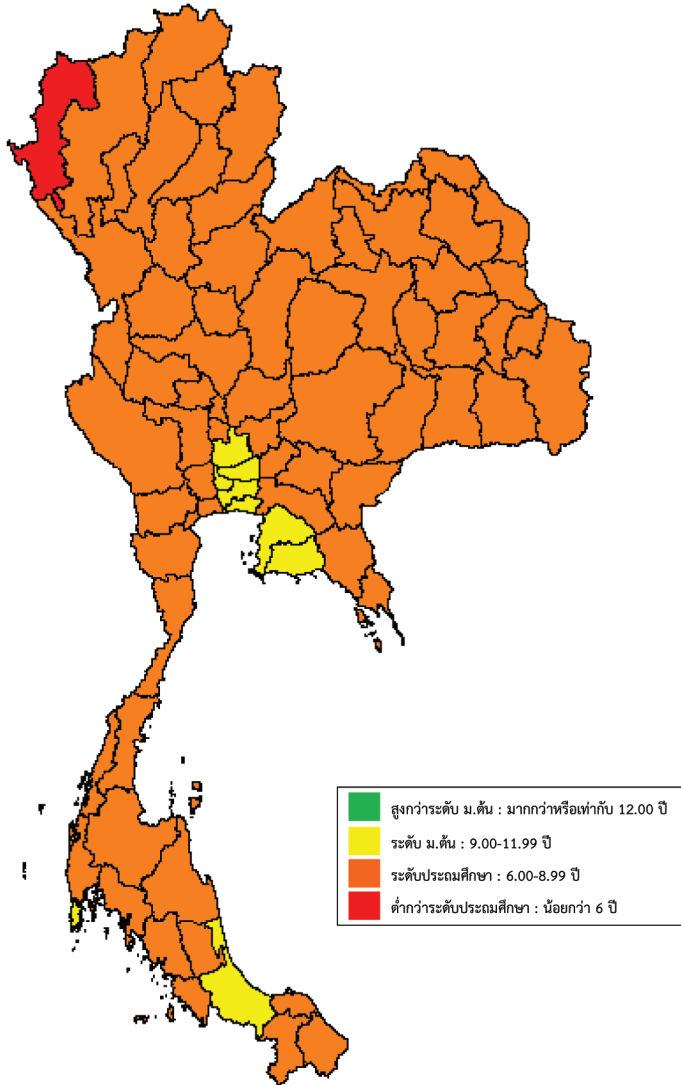 สูงกว่าระดับ ม.ต้น : มากกว่าหรือเท่ากับ 12.00 ปี
ระดับ ม.ต้น : 9.00-11.99 ปี
ระดับประถมศึกษา : 6.00-8.99 ปี
ต่ำกว่าระดับประถมศึกษา : น้อยกว่า 6 ปี